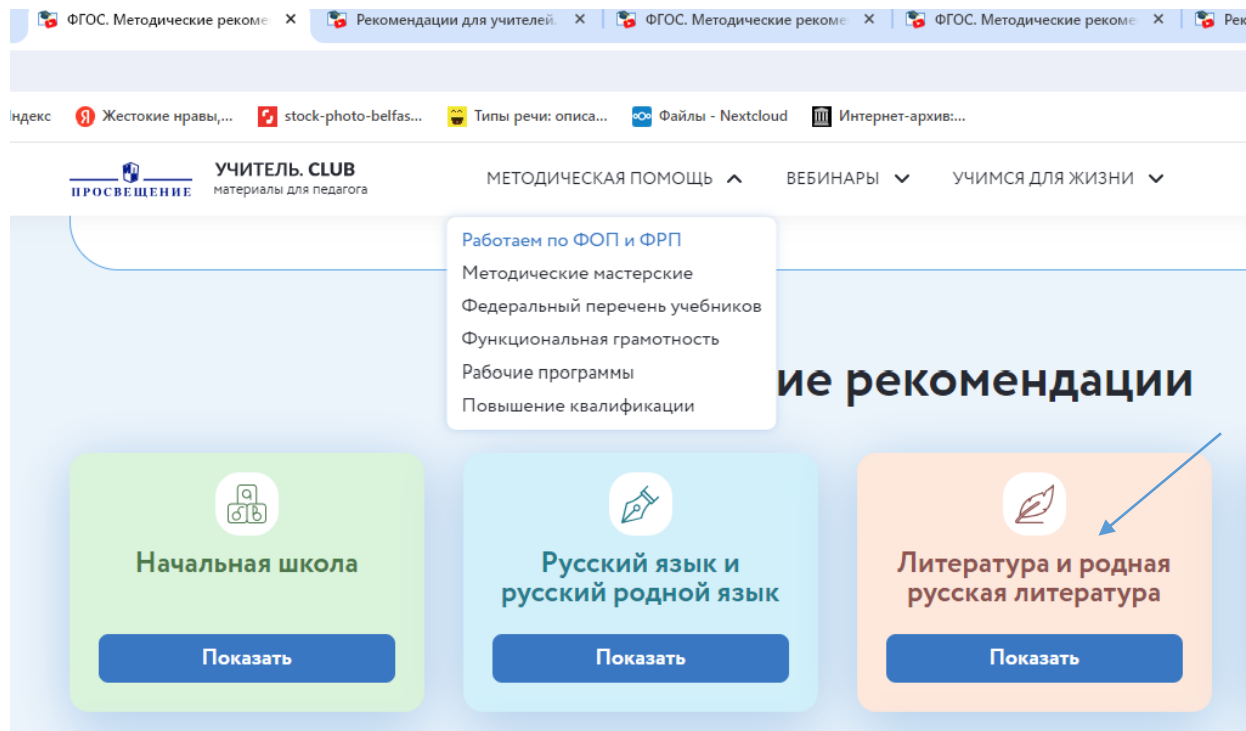 ФГОС. Методические рекоме
Рекомендации для учителей.
ФГОС. Методические рекоме
ФГОС. Методические рекоме
Рек
Индекс
Жестокие нравы,...
stock-photo-belfas...
Типы речи: описа...
Файлы - Nextcloud
Интернет-архив:...
ПРОСВЕЩЕНИЕ
УЧИТЕЛЬ. CLUB
материалы для педагога
МЕТОДИЧЕСКАЯ ПОМОЩЬ
ВЕБИНАРЫ
УЧИМСЯ ДЛЯ ЖИЗНИ
Работаем по ФОП и ФРП
Методические мастерские
Федеральный перечень учебников
Функциональная грамотность
Рабочие программы
Повышение квалификации
ие рекомендации
Начальная школа
Показать
Русский язык и
русский родной язык
Показать
Литература и родная
русская литература
Показать